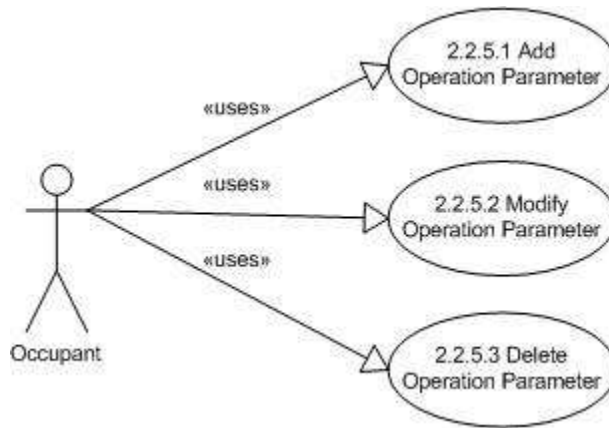 2.2.5.1 Add
Operation Parameter
«uses»
«uses»
2.2.5.2 Modify
Operation Parameter
«uses»
Occupant
2.2.5.3 Delete
Operation Parameter